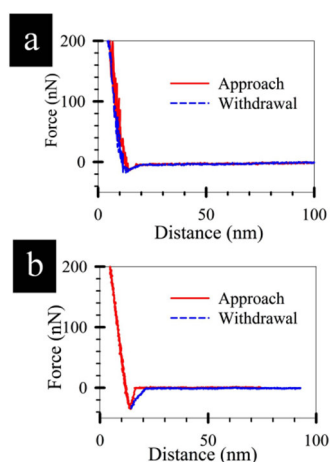 a
200
100
0
Force (nN)
Approach
Withdrawal
0
50
100
Distance (nm)
b
200
100
0
Force (nN)
Approach
Withdrawal
0
50
100
Distance (nm)